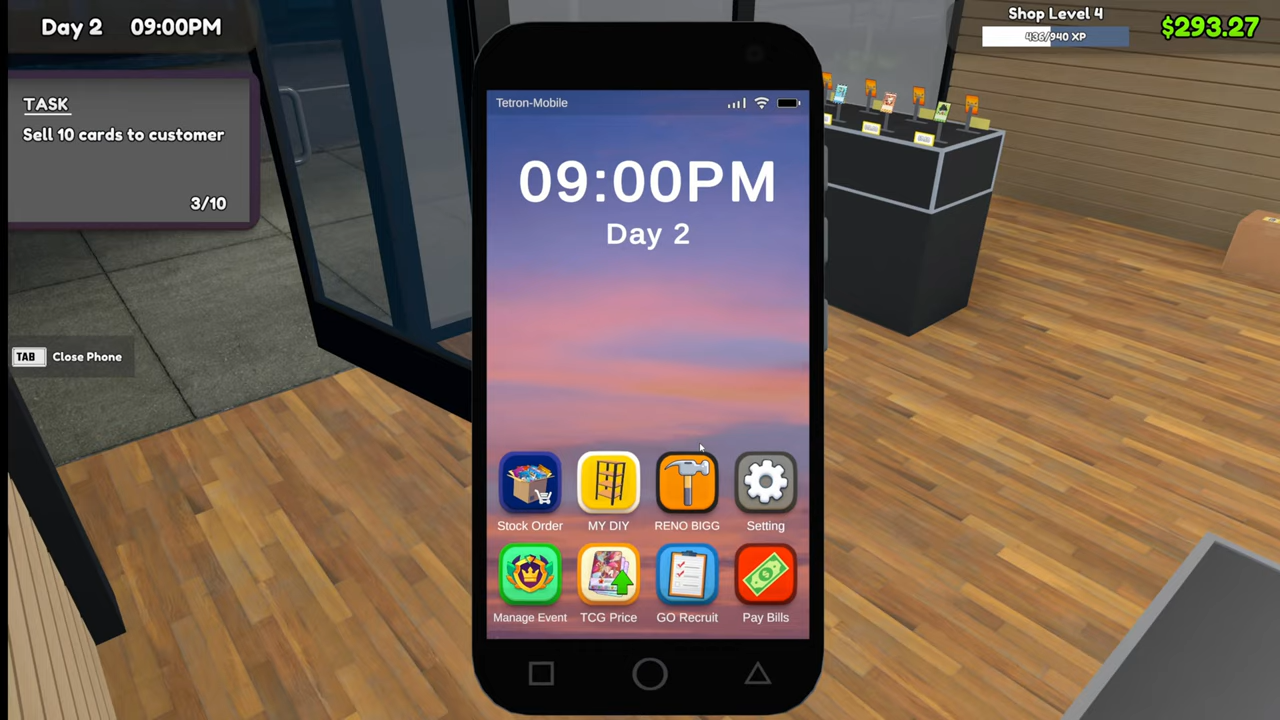 Day 2 09:00PM
Shop Level 4
436/940 XP
$293.27
TASK
Sell 10 cards to customer
3/10
TAB Close Phone
Tetron-Mobile
09:00PM
Day 2
Stock Order MY DIY RENO BIGG Setting
Manage Event TCG Price GO Recruit Pay Bills